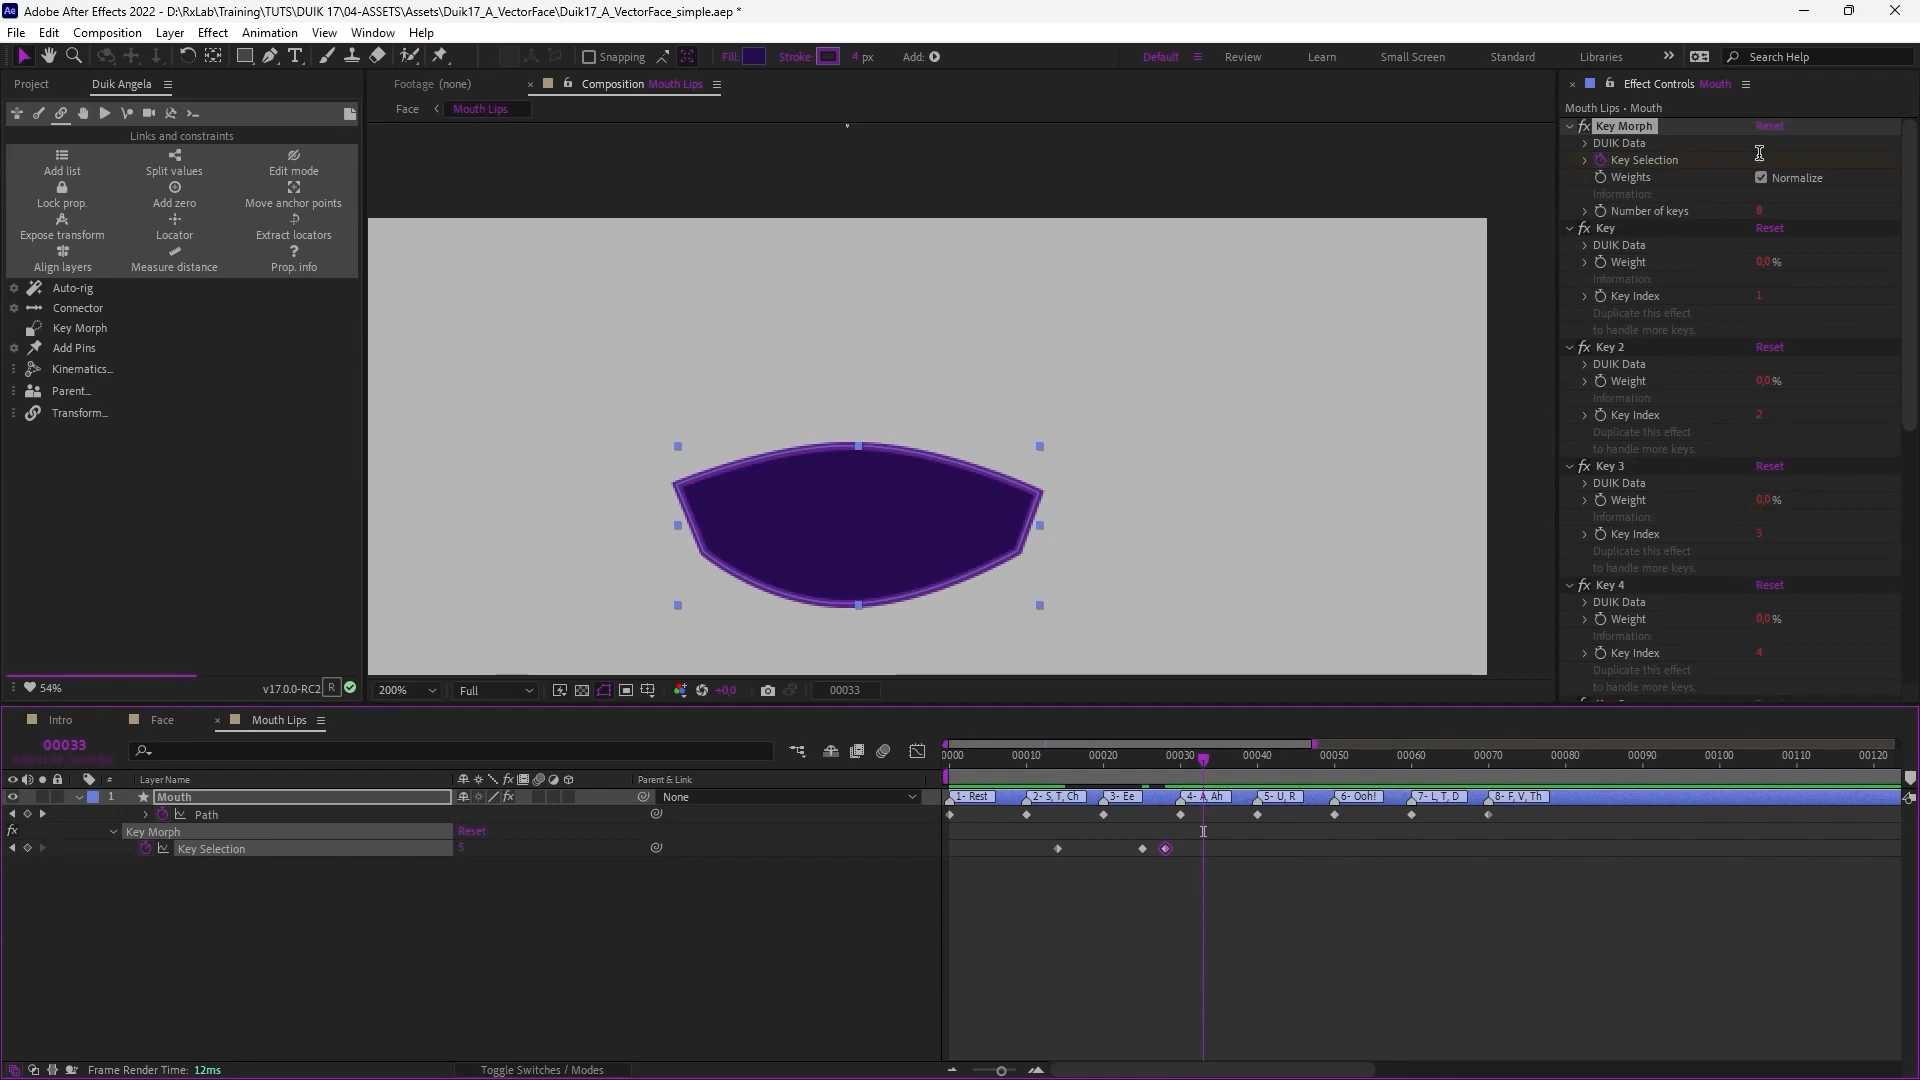 Adobe After Effects 2022 - D:\RxLab\Training\TUTS\DUIK 17\04-ASSETS\Assets\Duik17_A_VectorFace\Duik17_A_VectorFace_simple.aep *
File Edit Composition Layer Effect Animation View Window Help
Snapping Fill: Stroke: 4 px Add: Default Review Learn Small Screen Standard Libraries Search Help
Project Duik Angela
Links and constraints
Add list Split values Edit mode
Lock prop. Add zero Move anchor points
Expose transform Locator Extract locators
Align layers Measure distance Prop. info
Auto-rig
Connector
Key Morph
Add Pins
Kinematics...
Parent...
Transform...
54% v17.0.0-RC2 R
Footage (none) Composition Mouth Lips
Face Mouth Lips
200% Full +0,0 00033
Effect Controls Mouth
Mouth Lips • Mouth
Key Morph Reset
DUIK Data
Key Selection
Weights Normalize
Information:
Number of keys 8
Key Reset
DUIK Data
Weight 0,0%
Information:
Key Index 1
Duplicate this effect
to handle more keys.
Key 2 Reset
DUIK Data
Weight 0,0%
Information:
Key Index 2
Duplicate this effect
to handle more keys.
Key 3 Reset
DUIK Data
Weight 0,0%
Information:
Key Index 3
Duplicate this effect
to handle more keys.
Key 4 Reset
DUIK Data
Weight 0,0%
Information:
Key Index 4
Duplicate this effect
to handle more keys.
Intro Face Mouth Lips
00033
0000 00010 00020 00030 00040 00050 00060 00070 00080 00090 00100 00110 00120
# Layer Name Parent & Link
1 Mouth None
1- Rest 2- S, T, Ch 3- Ee 4- A, Ah 5- U, R 6- Ooh! 7- L, T, D 8- F, V, Th
Path
Key Morph Reset
Key Selection 5
Frame Render Time: 12ms Toggle Switches / Modes